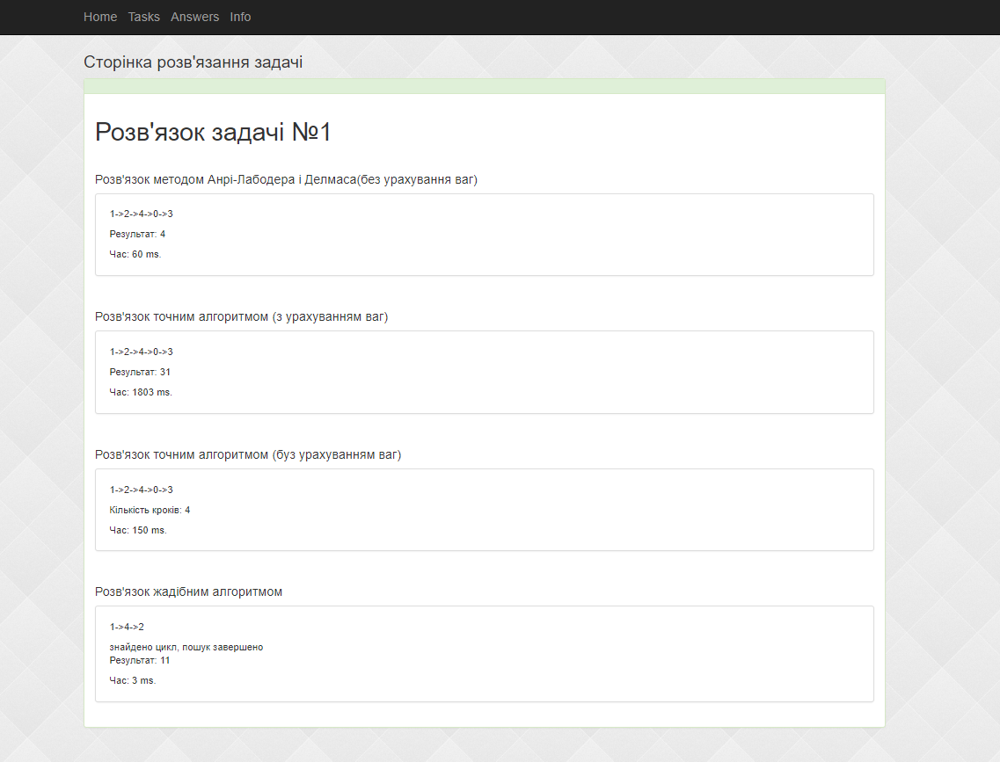 Home Tasks Answers Info
Сторінка розв'язання задачі
Розв'язок задачі №1
Розв'язок методом Анрі-Лабодера і Делмаса(без урахування ваг)
1->2->4->0->3
Результат: 4
Час: 60 ms.
Розв'язок точним алгоритмом (з урахуванням ваг)
1->2->4->0->3
Результат: 31
Час: 1803 ms.
Розв'язок точним алгоритмом (буз урахуванням ваг)
1->2->4->0->3
Кількість кроків: 4
Час: 150 ms.
Розв'язок жадібним алгоритмом
1->4->2
знайдено цикл, пошук завершено
Результат: 11
Час: 3 ms.